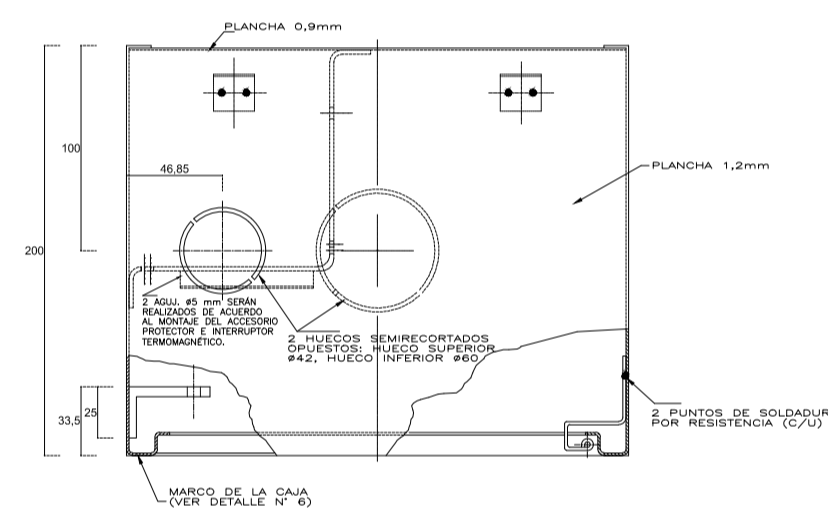 PLANCHA 0,9mm
100
46,85
PLANCHA 1,2mm
200
2 AGUJ. ø5 mm SERÁN
REALIZADOS DE ACUERDO
AL MONTAJE DEL ACCESORIO
PROTECTOR E INTERRUPTOR
TERMOMAGNÉTICO.
2 HUECOS SEMIRECORTADOS
OPUESTOS: HUECO SUPERIOR
ø42, HUECO INFERIOR ø60
33,5
25
2 PUNTOS DE SOLDADUR
POR RESISTENCIA (C/U)
MARCO DE LA CAJA
(VER DETALLE N° 6)